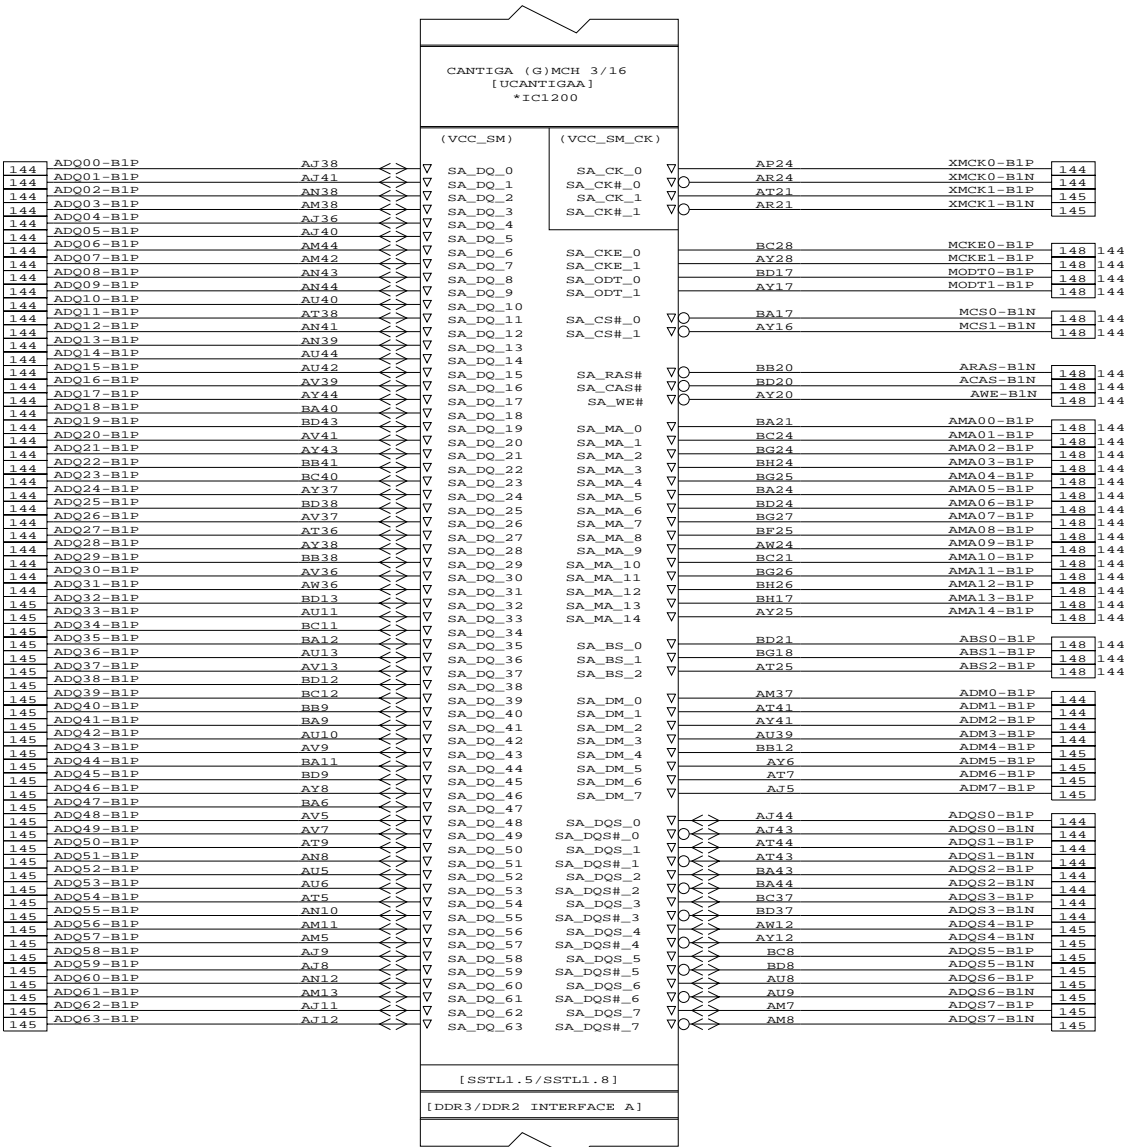 CANTIGA (G)MCH 3/16
[UCANTIGAA]
*IC1200
(VCC_SM) (VCC_SM_CK)
144 ADQ00-B1P AJ38 SA_DQ_0 SA_CK_0 AP24 XMCK0-B1P 144
144 ADQ01-B1P AJ41 SA_DQ_1 SA_CK#_0 AR24 XMCK0-B1N 144
144 ADQ02-B1P AN38 SA_DQ_2 SA_CK_1 AT21 XMCK1-B1P 145
144 ADQ03-B1P AM38 SA_DQ_3 SA_CK#_1 AR21 XMCK1-B1N 145
144 ADQ04-B1P AJ36 SA_DQ_4
144 ADQ05-B1P AJ40 SA_DQ_5
144 ADQ06-B1P AM44 SA_DQ_6 SA_CKE_0 BC28 MCKE0-B1P 148 144
144 ADQ07-B1P AM42 SA_DQ_7 SA_CKE_1 AY28 MCKE1-B1P 148 144
144 ADQ08-B1P AN43 SA_DQ_8 SA_ODT_0 BD17 MODT0-B1P 148 144
144 ADQ09-B1P AN44 SA_DQ_9 SA_ODT_1 AY17 MODT1-B1P 148 144
144 ADQ10-B1P AU40 SA_DQ_10
144 ADQ11-B1P AT38 SA_DQ_11 SA_CS#_0 BA17 MCS0-B1N 148 144
144 ADQ12-B1P AN41 SA_DQ_12 SA_CS#_1 AY16 MCS1-B1N 148 144
144 ADQ13-B1P AN39 SA_DQ_13
144 ADQ14-B1P AU44 SA_DQ_14
144 ADQ15-B1P AU42 SA_DQ_15 SA_RAS# BB20 ARAS-B1N 148 144
144 ADQ16-B1P AV39 SA_DQ_16 SA_CAS# BD20 ACAS-B1N 148 144
144 ADQ17-B1P AY44 SA_DQ_17 SA_WE# AY20 AWE-B1N 148 144
144 ADQ18-B1P BA40 SA_DQ_18
144 ADQ19-B1P BD43 SA_DQ_19 SA_MA_0 BA21 AMA00-B1P 148 144
144 ADQ20-B1P AV41 SA_DQ_20 SA_MA_1 BC24 AMA01-B1P 148 144
144 ADQ21-B1P AY43 SA_DQ_21 SA_MA_2 BG24 AMA02-B1P 148 144
144 ADQ22-B1P BB41 SA_DQ_22 SA_MA_3 BH24 AMA03-B1P 148 144
144 ADQ23-B1P BC40 SA_DQ_23 SA_MA_4 BG25 AMA04-B1P 148 144
144 ADQ24-B1P AY37 SA_DQ_24 SA_MA_5 BA24 AMA05-B1P 148 144
144 ADQ25-B1P BD38 SA_DQ_25 SA_MA_6 BD24 AMA06-B1P 148 144
144 ADQ26-B1P AV37 SA_DQ_26 SA_MA_7 BG27 AMA07-B1P 148 144
144 ADQ27-B1P AT36 SA_DQ_27 SA_MA_8 BF25 AMA08-B1P 148 144
144 ADQ28-B1P AY38 SA_DQ_28 SA_MA_9 AW24 AMA09-B1P 148 144
144 ADQ29-B1P BB38 SA_DQ_29 SA_MA_10 BC21 AMA10-B1P 148 144
144 ADQ30-B1P AV36 SA_DQ_30 SA_MA_11 BG26 AMA11-B1P 148 144
144 ADQ31-B1P AW36 SA_DQ_31 SA_MA_12 BH26 AMA12-B1P 148 144
145 ADQ32-B1P BD13 SA_DQ_32 SA_MA_13 BH17 AMA13-B1P 148 144
145 ADQ33-B1P AU11 SA_DQ_33 SA_MA_14 AY25 AMA14-B1P 148 144
145 ADQ34-B1P BC11 SA_DQ_34
145 ADQ35-B1P BA12 SA_DQ_35 SA_BS_0 BD21 ABS0-B1P 148 144
145 ADQ36-B1P AU13 SA_DQ_36 SA_BS_1 BG18 ABS1-B1P 148 144
145 ADQ37-B1P AV13 SA_DQ_37 SA_BS_2 AT25 ABS2-B1P 148 144
145 ADQ38-B1P BD12 SA_DQ_38
145 ADQ39-B1P BC12 SA_DQ_39 SA_DM_0 AM37 ADM0-B1P 144
145 ADQ40-B1P BB9 SA_DQ_40 SA_DM_1 AT41 ADM1-B1P 144
145 ADQ41-B1P BA9 SA_DQ_41 SA_DM_2 AY41 ADM2-B1P 144
145 ADQ42-B1P AU10 SA_DQ_42 SA_DM_3 AU39 ADM3-B1P 144
145 ADQ43-B1P AV9 SA_DQ_43 SA_DM_4 BB12 ADM4-B1P 145
145 ADQ44-B1P BA11 SA_DQ_44 SA_DM_5 AY6 ADM5-B1P 145
145 ADQ45-B1P BD9 SA_DQ_45 SA_DM_6 AT7 ADM6-B1P 145
145 ADQ46-B1P AY8 SA_DQ_46 SA_DM_7 AJ5 ADM7-B1P 145
145 ADQ47-B1P BA6 SA_DQ_47
145 ADQ48-B1P AV5 SA_DQ_48 SA_DQS_0 AJ44 ADQS0-B1P 144
145 ADQ49-B1P AV7 SA_DQ_49 SA_DQS#_0 AJ43 ADQS0-B1N 144
145 ADQ50-B1P AT9 SA_DQ_50 SA_DQS_1 AT44 ADQS1-B1P 144
145 ADQ51-B1P AN8 SA_DQ_51 SA_DQS#_1 AT43 ADQS1-B1N 144
145 ADQ52-B1P AU5 SA_DQ_52 SA_DQS_2 BA43 ADQS2-B1P 144
145 ADQ53-B1P AU6 SA_DQ_53 SA_DQS#_2 BA44 ADQS2-B1N 144
145 ADQ54-B1P AT5 SA_DQ_54 SA_DQS_3 BC37 ADQS3-B1P 144
145 ADQ55-B1P AN10 SA_DQ_55 SA_DQS#_3 BD37 ADQS3-B1N 144
145 ADQ56-B1P AM11 SA_DQ_56 SA_DQS_4 AW12 ADQS4-B1P 145
145 ADQ57-B1P AM5 SA_DQ_57 SA_DQS#_4 AY12 ADQS4-B1N 145
145 ADQ58-B1P AJ9 SA_DQ_58 SA_DQS_5 BC8 ADQS5-B1P 145
145 ADQ59-B1P AJ8 SA_DQ_59 SA_DQS#_5 BD8 ADQS5-B1N 145
145 ADQ60-B1P AN12 SA_DQ_60 SA_DQS_6 AU8 ADQS6-B1P 145
145 ADQ61-B1P AM13 SA_DQ_61 SA_DQS#_6 AU9 ADQS6-B1N 145
145 ADQ62-B1P AJ11 SA_DQ_62 SA_DQS_7 AM7 ADQS7-B1P 145
145 ADQ63-B1P AJ12 SA_DQ_63 SA_DQS#_7 AM8 ADQS7-B1N 145
[SSTL1.5/SSTL1.8]
[DDR3/DDR2 INTERFACE A]